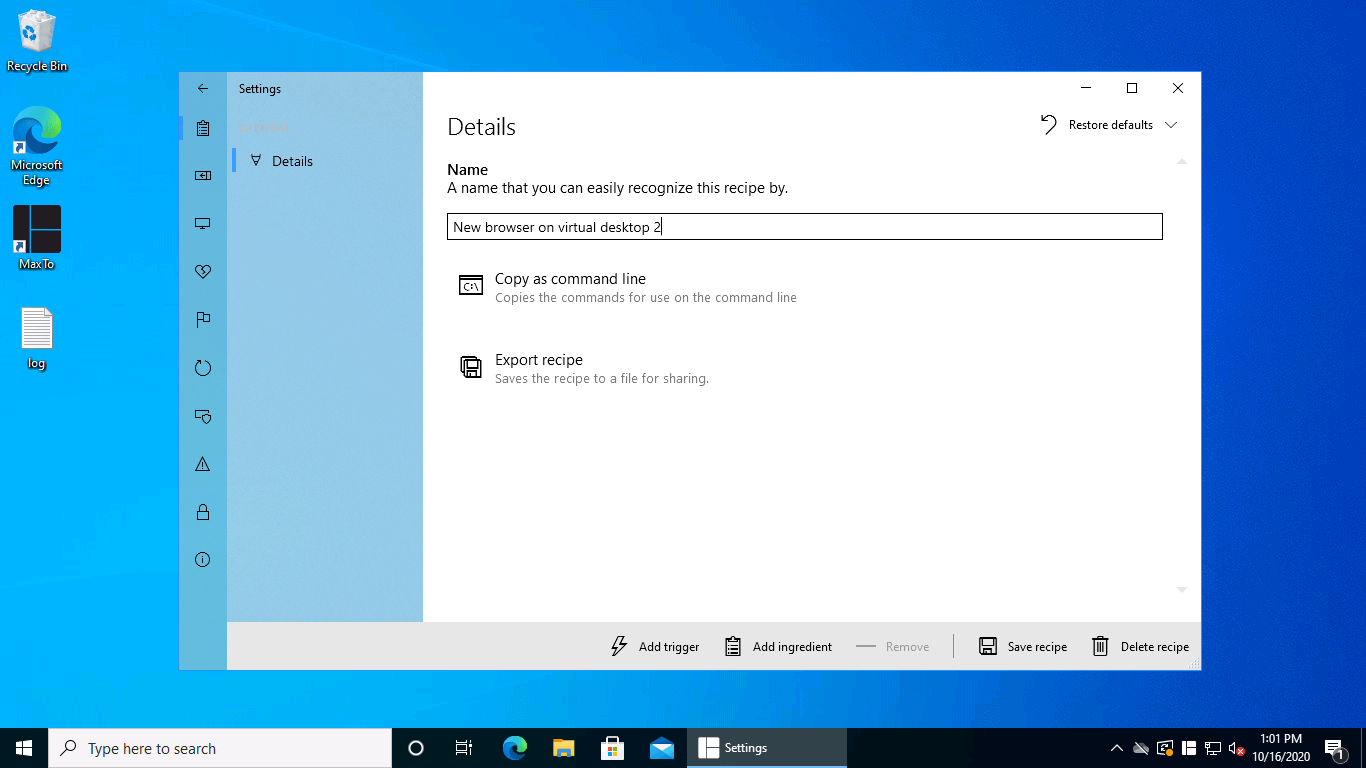 Recycle Bin
Microsoft
Edge
MaxTo
log
Settings
Details
Details
Restore defaults
Name
A name that you can easily recognize this recipe by.
New browser on virtual desktop 2
C:\
Copy as command line
Copies the commands for use on the command line
Export recipe
Saves the recipe to a file for sharing.
Add trigger
Add ingredient
Remove
Save recipe
Delete recipe
Type here to search
Settings
1:01 PM
10/16/2020
1